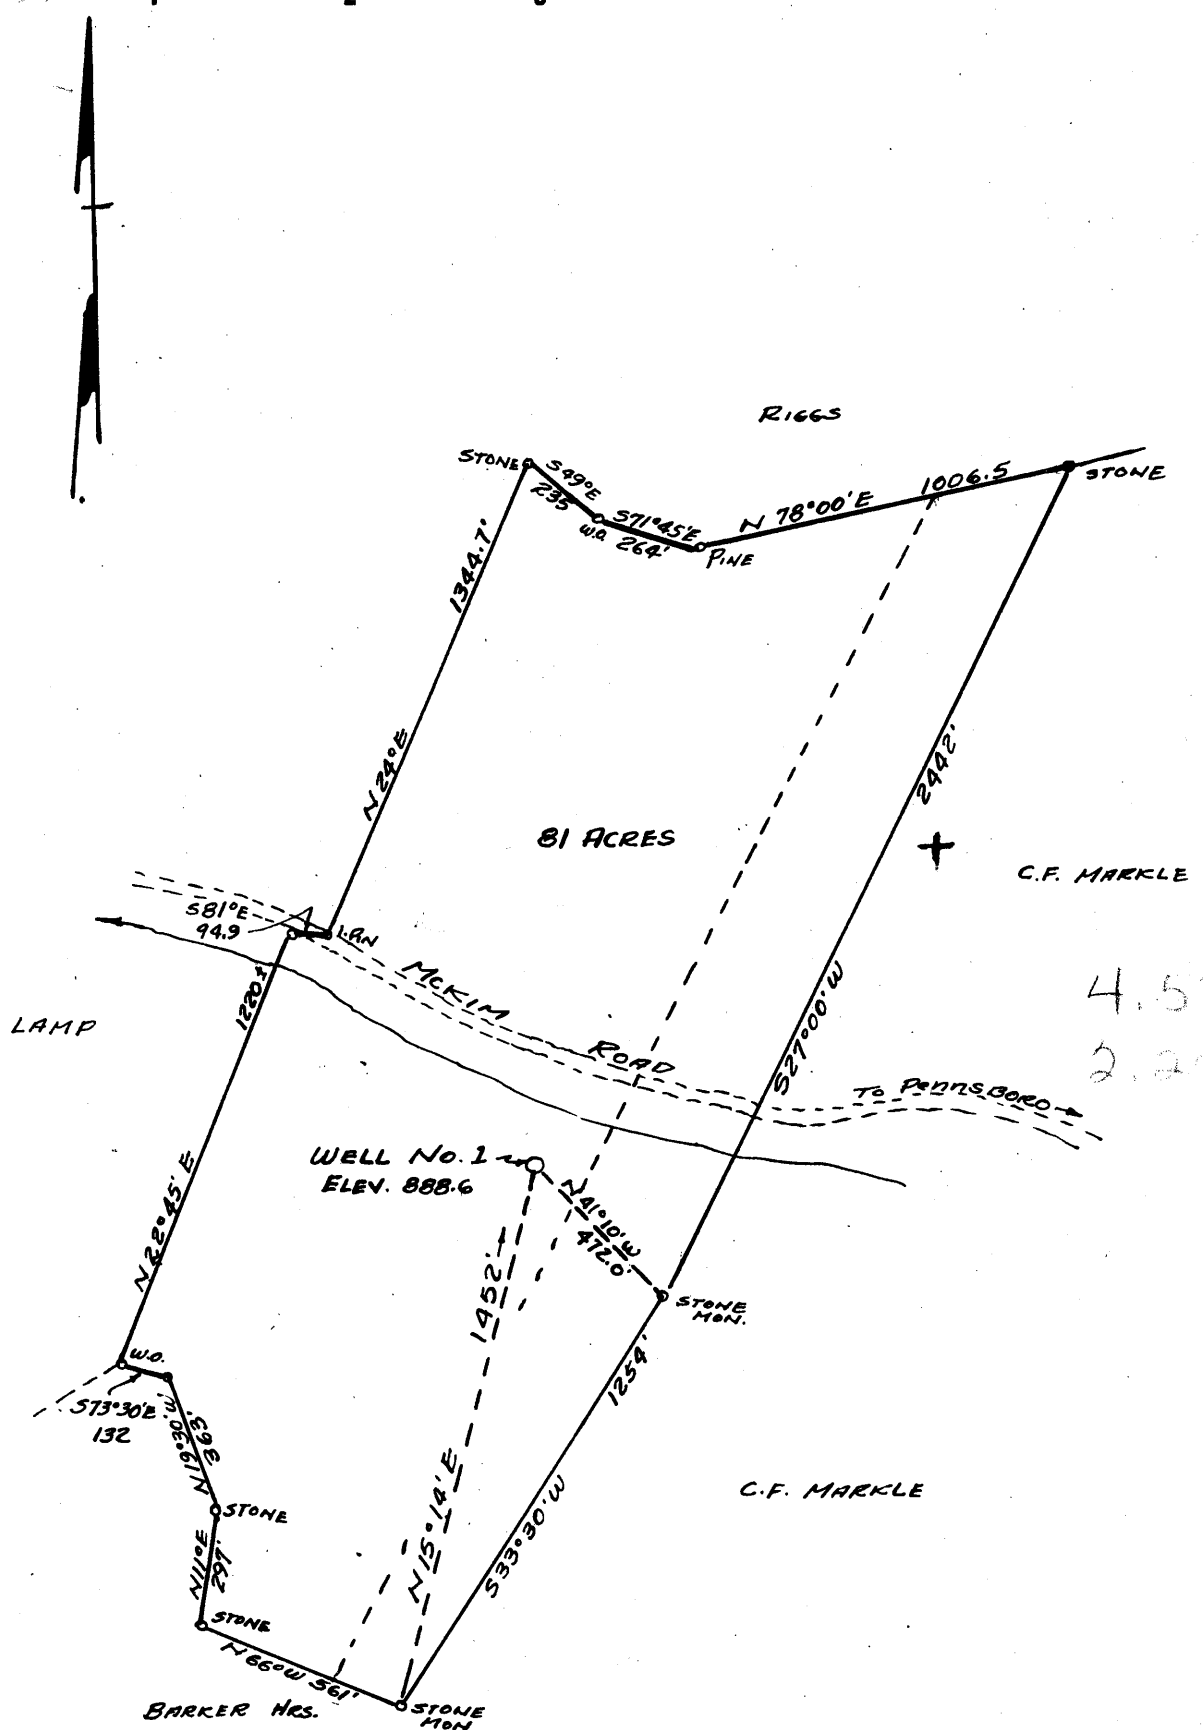 RIGGS
STONE
S49°E
235
W.O.
S71°45'E
264'
PINE
N 78°00'E
1006.5
STONE
1344.7'
N 24°E
2442'
81 ACRES
C.F. MARKLE
S81°E
94.9
I.PIN
1220±
MCKIM
ROAD
LAMP
S27°00'W
TO PENNSBORO
WELL No. 1
ELEV. 888.6
N41°10'W
472.0'
N22°45'E
1452'
STONE
MON.
W.O.
1254'
S73°30'E
132
N19°30'W.
363'
STONE
N15°14'E
S33°30'W
C.F. MARKLE
N11°E
297'
STONE
N66°W 561'
BARKER HRS.
STONE
MON